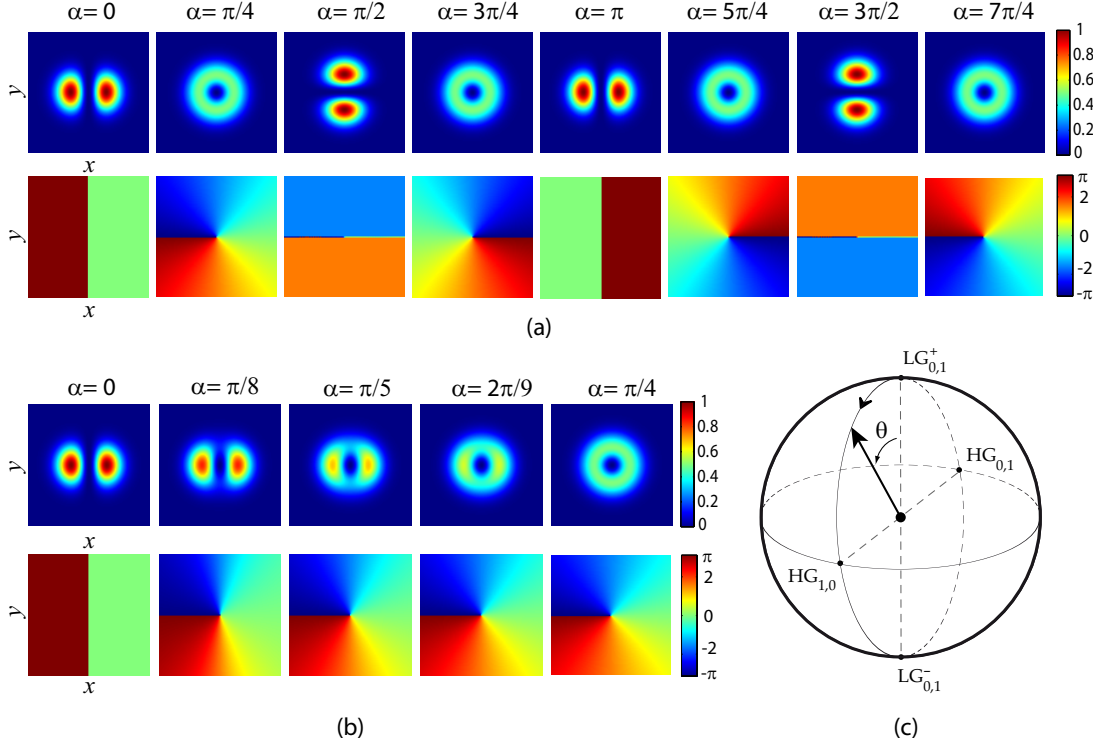 α= 0 α= π/4 α= π/2 α= 3π/4 α= π α= 5π/4 α= 3π/2 α= 7π/4
y
1
0.8
0.6
0.4
0.2
0
x
y
π
2
0
-2
-π
x
(a)
α= 0 α= π/8 α= π/5 α= 2π/9 α= π/4
y
1
0.8
0.6
0.4
0.2
0
x
y
π
2
0
-2
-π
x
(b)
LG⁺₀,₁
θ
HG₀,₁
HG₁,₀
LG⁻₀,₁
(c)